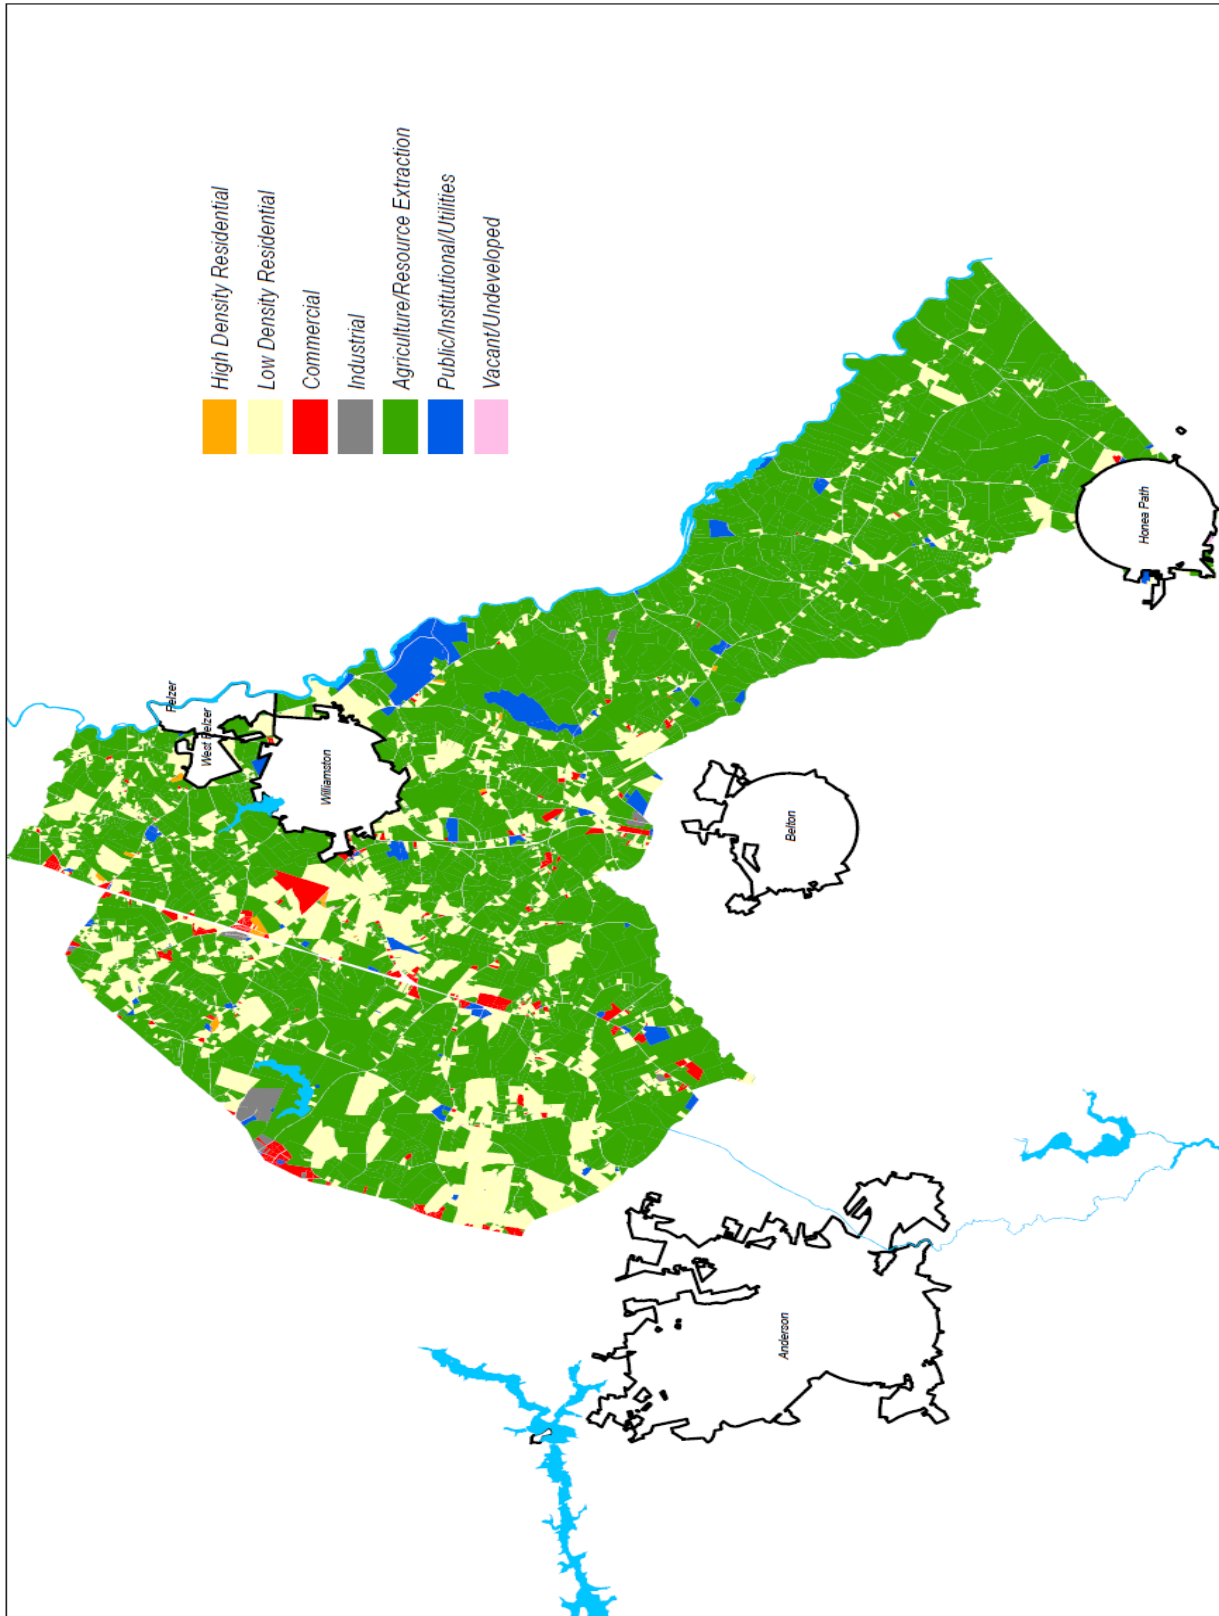 High Density Residential
Low Density Residential
Commercial
Industrial
Agriculture/Resource Extraction
Public/Institutional/Utilities
Vacant/Undeveloped
Pelzer
West Pelzer
Williamston
Belton
Honea Path
Anderson